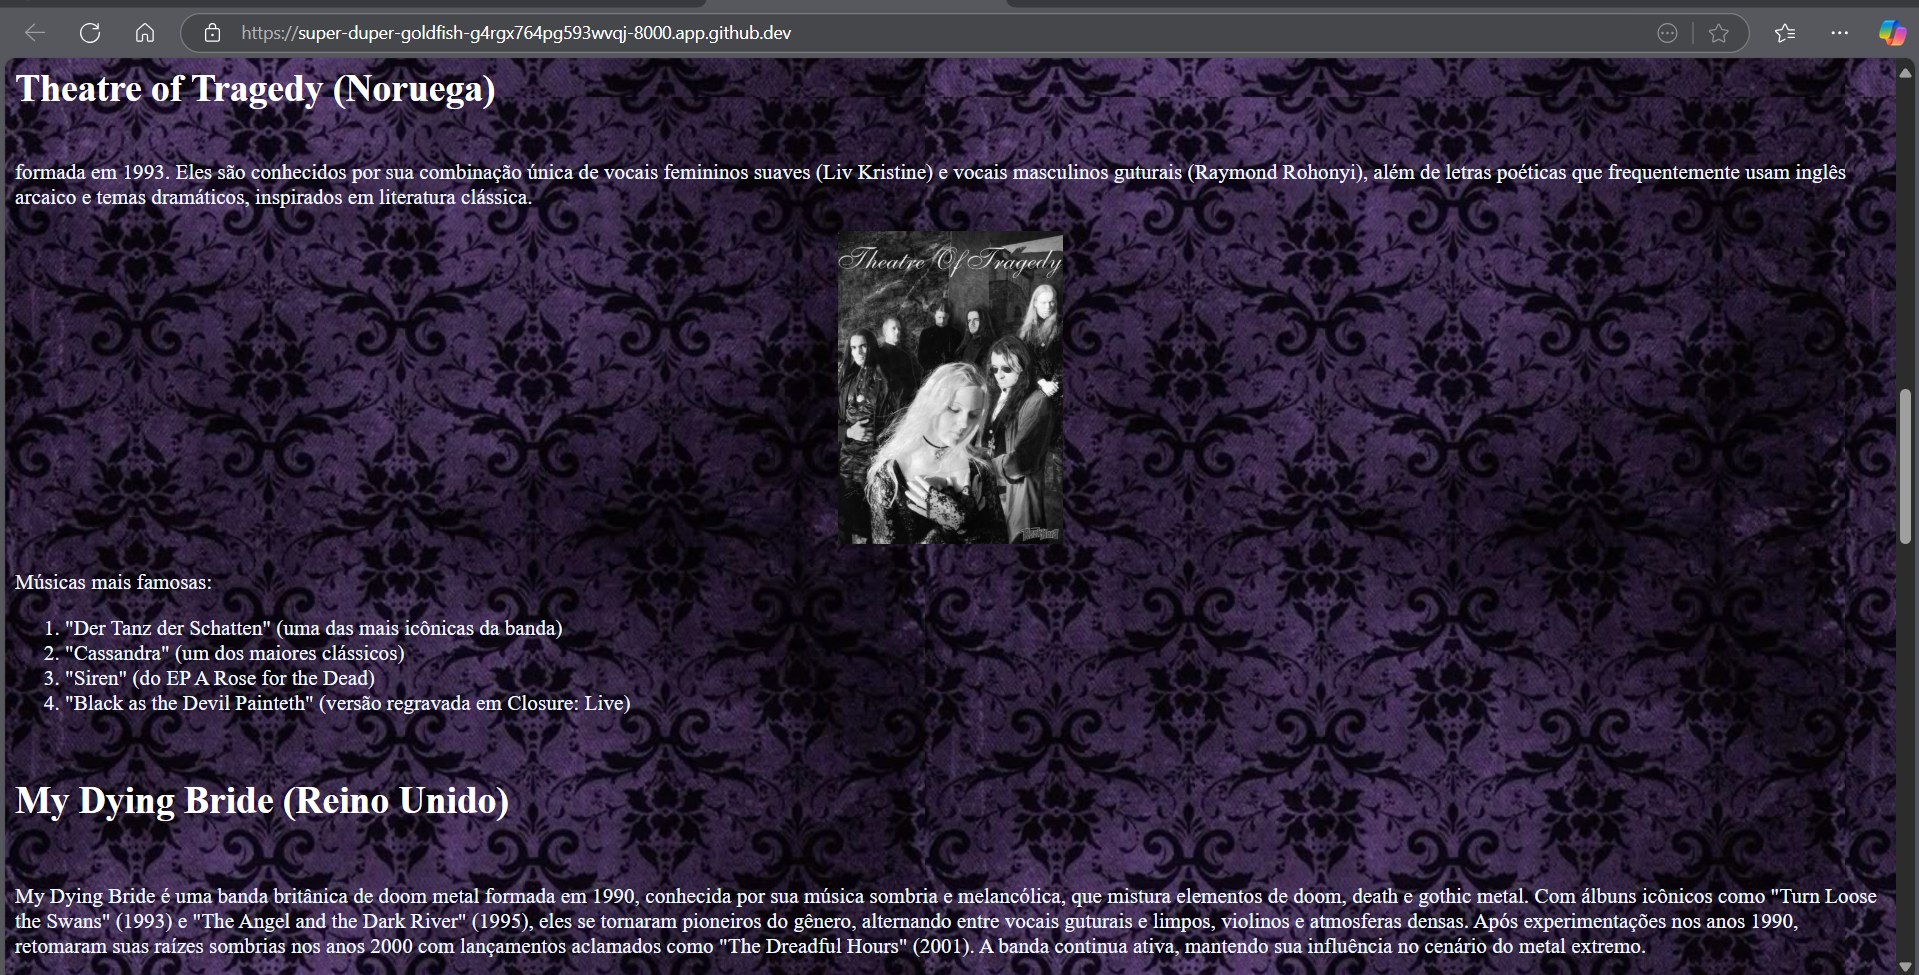 https://super-duper-goldfish-g4rgx764pg593wvqj-8000.app.github.dev
Theatre of Tragedy (Noruega)
formada em 1993. Eles são conhecidos por sua combinação única de vocais femininos suaves (Liv Kristine) e vocais masculinos guturais (Raymond Rohonyi), além de letras poéticas que frequentemente usam inglês
arcaico e temas dramáticos, inspirados em literatura clássica.
Theatre Of Tragedy
Músicas mais famosas:
1. "Der Tanz der Schatten" (uma das mais icônicas da banda)
2. "Cassandra" (um dos maiores clássicos)
3. "Siren" (do EP A Rose for the Dead)
4. "Black as the Devil Painteth" (versão regravada em Closure: Live)
My Dying Bride (Reino Unido)
My Dying Bride é uma banda britânica de doom metal formada em 1990, conhecida por sua música sombria e melancólica, que mistura elementos de doom, death e gothic metal. Com álbuns icônicos como "Turn Loose
the Swans" (1993) e "The Angel and the Dark River" (1995), eles se tornaram pioneiros do gênero, alternando entre vocais guturais e limpos, violinos e atmosferas densas. Após experimentações nos anos 1990,
retomaram suas raízes sombrias nos anos 2000 com lançamentos aclamados como "The Dreadful Hours" (2001). A banda continua ativa, mantendo sua influência no cenário do metal extremo.